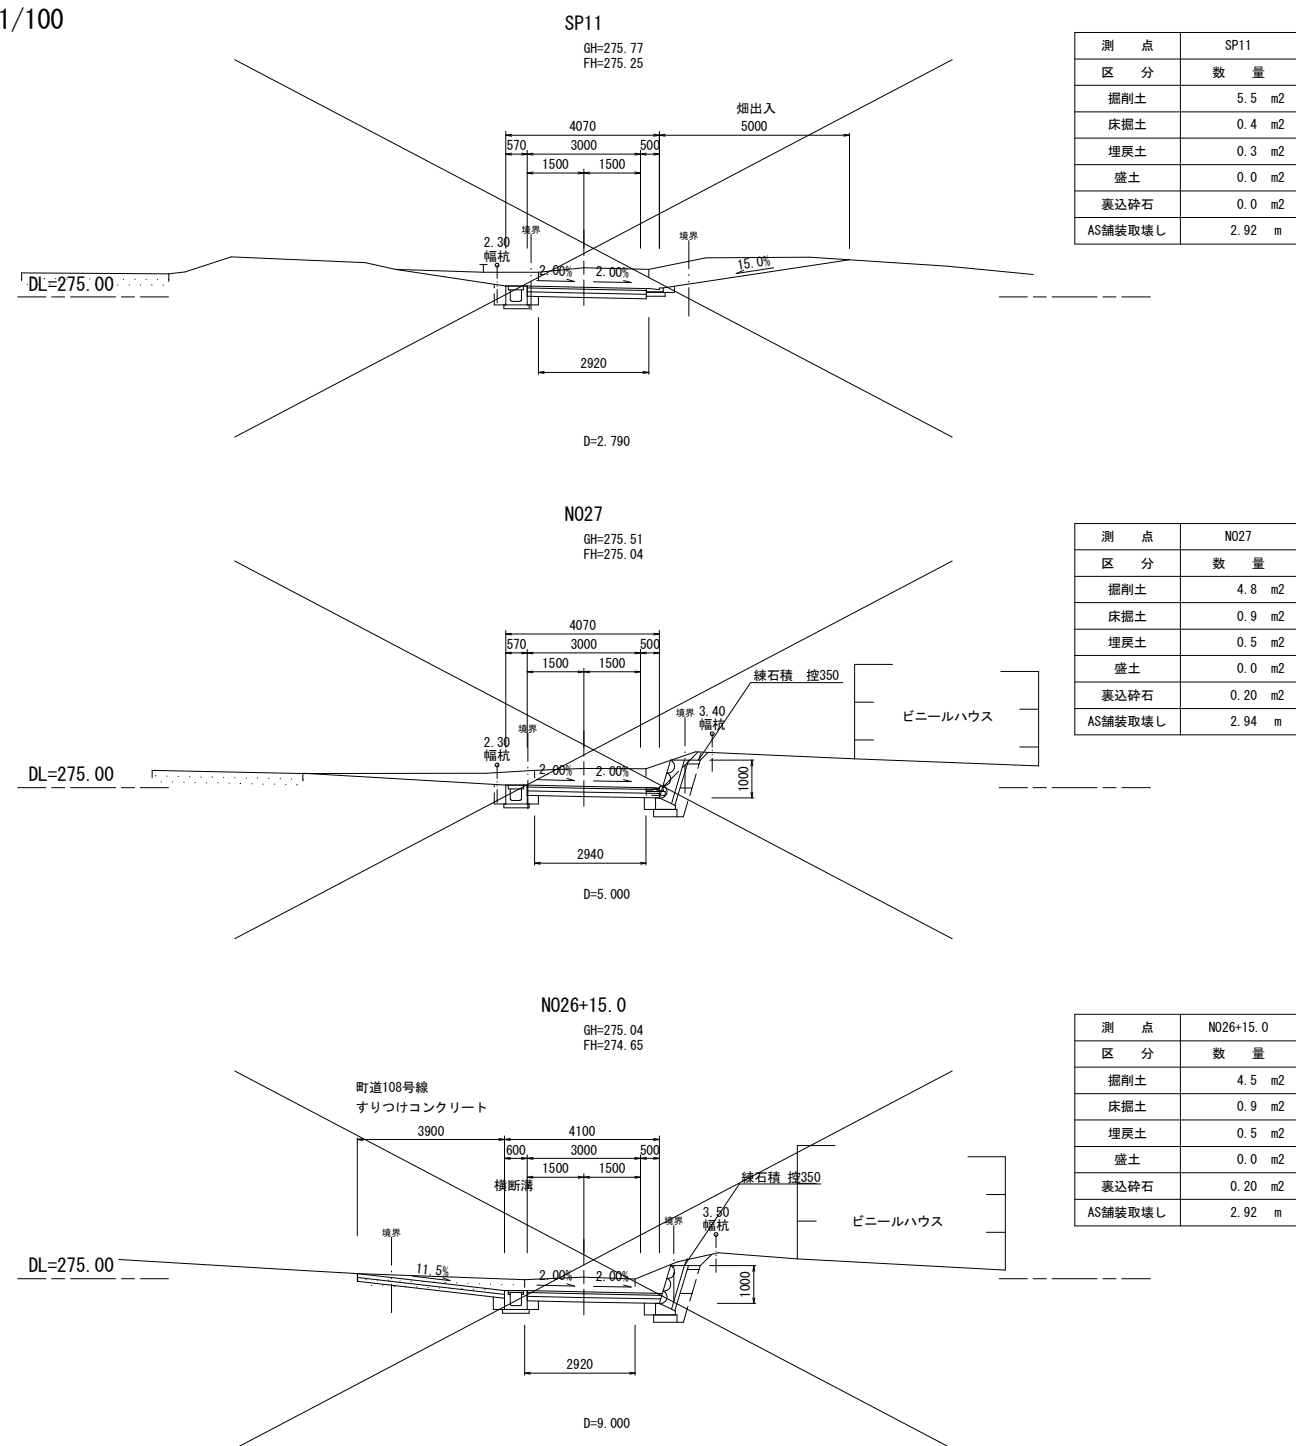 1/100
SP11
GH=275.77
FH=275.25
畑出入
4070
5000
570
3000
500
1500
1500
境界
境界
2.30
幅杭
2.00%
2.00%
15.0%
DL=275.00
2920
D=2.790
測 点 SP11
区 分 数 量
掘削土 5.5 m2
床掘土 0.4 m2
埋戻土 0.3 m2
盛土 0.0 m2
裏込砕石 0.0 m2
AS舗装取壊し 2.92 m
NO27
GH=275.51
FH=275.04
4070
570
3000
500
1500
1500
練石積 控350
境界
境界
3.40
幅杭
2.30
幅杭
ビニールハウス
2.00%
2.00%
1000
DL=275.00
2940
D=5.000
測 点 NO27
区 分 数 量
掘削土 4.8 m2
床掘土 0.9 m2
埋戻土 0.5 m2
盛土 0.0 m2
裏込砕石 0.20 m2
AS舗装取壊し 2.94 m
NO26+15.0
GH=275.04
FH=274.65
町道108号線
すりつけコンクリート
3900
4100
600
3000
500
1500
1500
横断溝
練石積 控350
境界
境界
3.50
幅杭
ビニールハウス
11.5%
2.00%
2.00%
1000
DL=275.00
2920
D=9.000
測 点 NO26+15.0
区 分 数 量
掘削土 4.5 m2
床掘土 0.9 m2
埋戻土 0.5 m2
盛土 0.0 m2
裏込砕石 0.20 m2
AS舗装取壊し 2.92 m